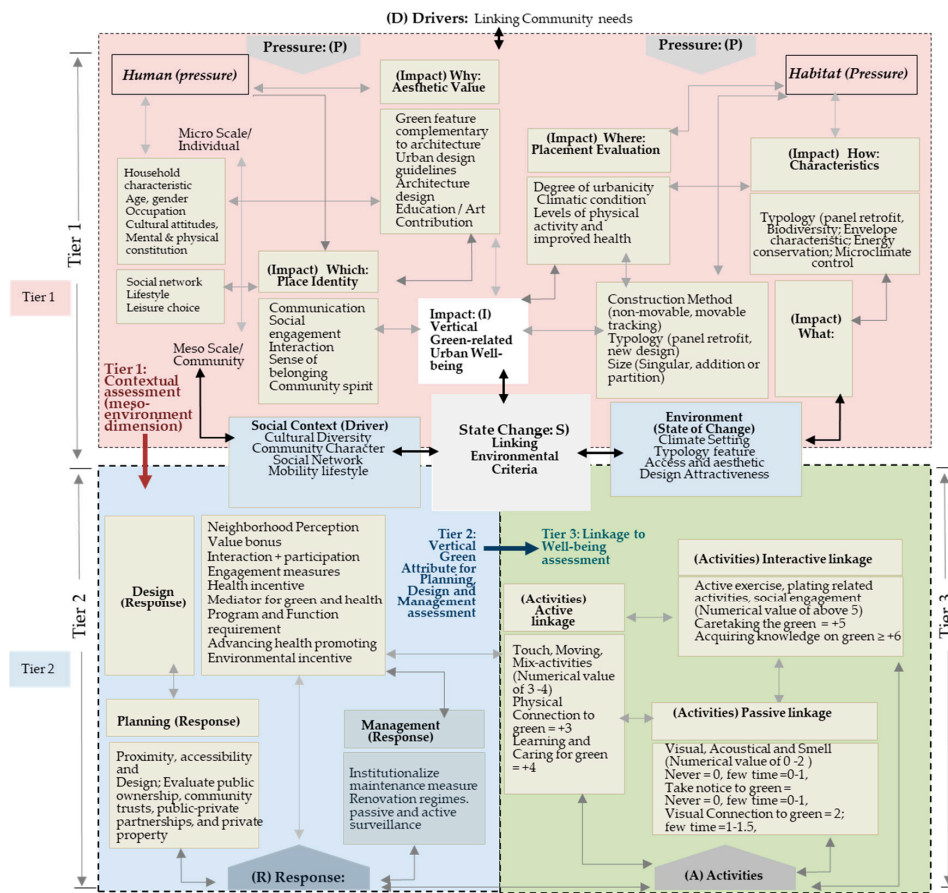 (D) Drivers: Linking Community needs
Pressure: (P)
Pressure: (P)
Tier 1
Tier 1
Human (pressure)
(Impact) Why:
Aesthetic Value
Habitat (Pressure)
Micro Scale/
Individual
Green feature
complementary
to architecture
Urban design
guidelines
Architecture
design
Education / Art
Contribution
(Impact) Where:
Placement Evaluation
(Impact) How:
Characteristics
Household
characteristic
Age, gender
Occupation
Cultural attitudes,
Mental & physical
constitution
Degree of urbanicity
Climatic condition
Levels of physical
activity and
improved health
Typology (panel retrofit,
Biodiversity; Envelope
characteristic; Energy
conservation; Microclimate
control
(Impact) Which:
Place Identity
Social network
Lifestyle
Leisure choice
Communication
Social
engagement
Interaction
Sense of
belonging
Community spirit
Impact: (I)
Vertical
Green-related
Urban Well-
being
Construction Method
(non-movable, movable
tracking)
Typology (panel retrofit,
new design)
Size (Singular, addition or
partition)
(Impact)
What:
Meso Scale/
Community
Tier 1:
Contextual
assessment
(meso-
environment
dimension)
Social Context (Driver)
Cultural Diversity
Community Character
Social Network
Mobility lifestyle
State Change: S)
Linking
Environmental
Criteria
Environment
(State of Change)
Climate Setting
Typology feature
Access and aesthetic
Design Attractiveness
Tier 2
Tier 2
Design
(Response)
Neighborhood Perception
Value bonus
Interaction + participation
Engagement measures
Health incentive
Mediator for green and health
Program and Function
requirement
Advancing health promoting
Environmental incentive
Tier 2:
Vertical
Green
Attribute for
Planning,
Design and
Management
assessment
Tier 3: Linkage to
Well-being
assessment
Tier 3
(Activities)
Active
linkage
(Activities) Interactive linkage
Active exercise, plating related
activities, social engagement
(Numerical value of above 5)
Caretaking the green = +5
Acquiring knowledge on green ≥ +6
Touch, Moving,
Mix-activities
(Numerical value
of 3 -4)
Physical
Connection to
green = +3
Learning and
Caring for green
= +4
Planning (Response)
Management
(Response)
(Activities) Passive linkage
Proximity, accessibility
and
Design; Evaluate public
ownership, community
trusts, public-private
partnerships, and private
property
Institutionalize
maintenance measure
Renovation regimes.
passive and active
surveillance
Visual, Acoustical and Smell
(Numerical value of 0 -2 )
Never = 0, few time =0-1,
Take notice to green =
Never = 0, few time =0-1,
Visual Connection to green = 2;
few time =1-1.5,
(R) Response:
(A) Activities